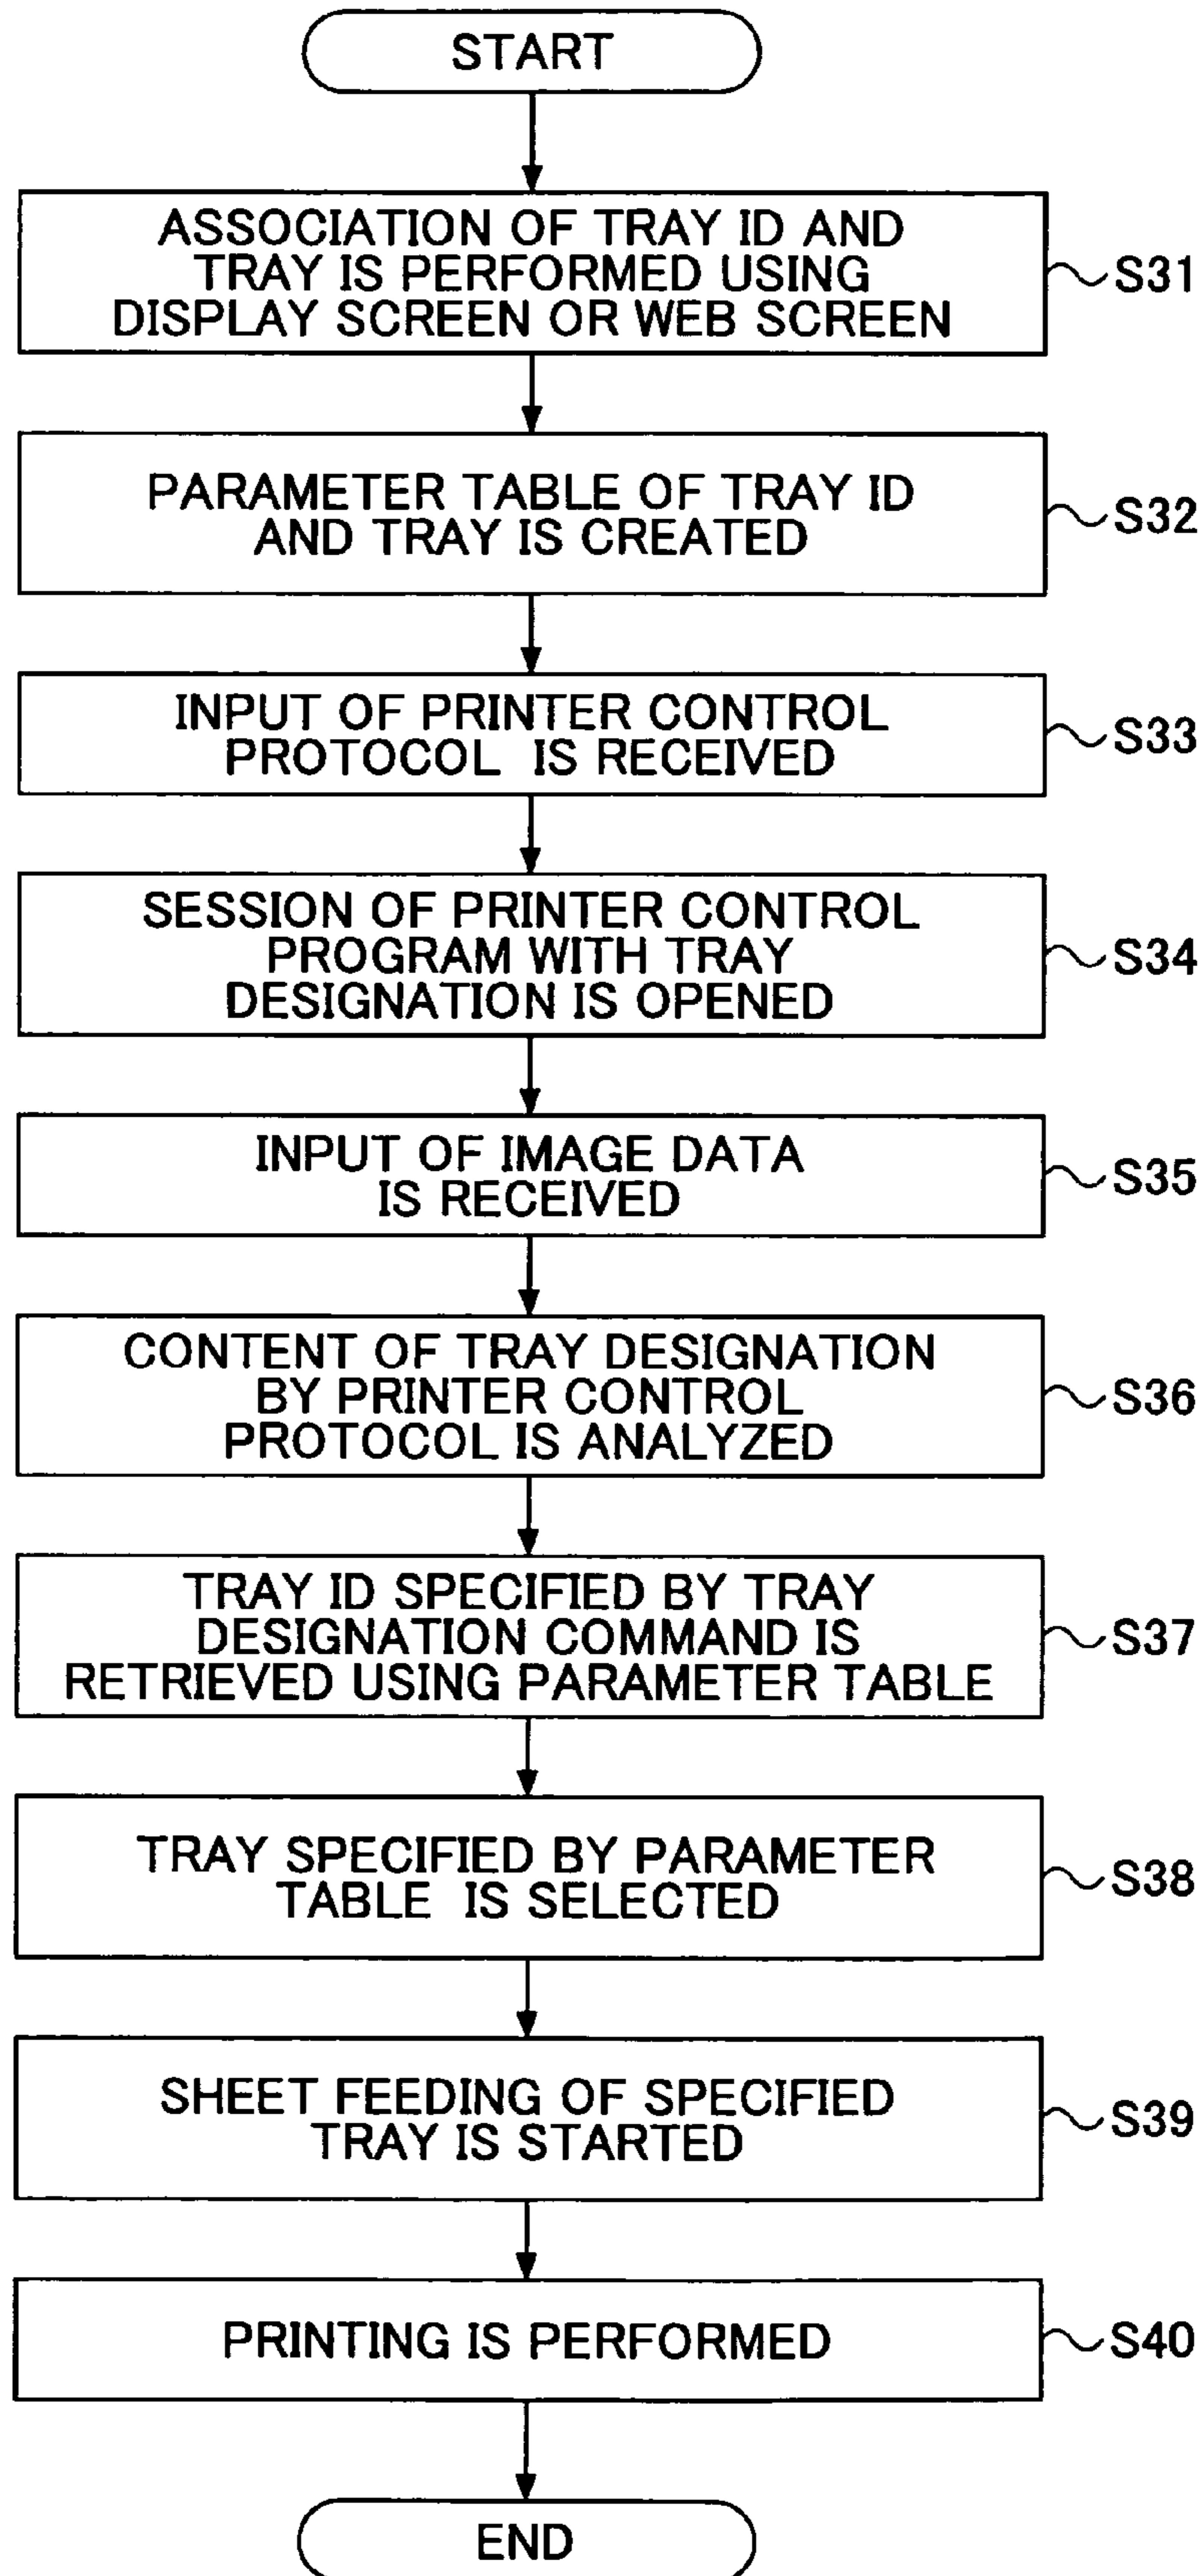 START
ASSOCIATION OF TRAY ID AND
TRAY IS PERFORMED USING
DISPLAY SCREEN OR WEB SCREEN
S31
PARAMETER TABLE OF TRAY ID
AND TRAY IS CREATED
S32
INPUT OF PRINTER CONTROL
PROTOCOL IS RECEIVED
S33
SESSION OF PRINTER CONTROL
PROGRAM WITH TRAY
DESIGNATION IS OPENED
S34
INPUT OF IMAGE DATA
IS RECEIVED
S35
CONTENT OF TRAY DESIGNATION
BY PRINTER CONTROL
PROTOCOL IS ANALYZED
S36
TRAY ID SPECIFIED BY TRAY
DESIGNATION COMMAND IS
RETRIEVED USING PARAMETER TABLE
S37
TRAY SPECIFIED BY PARAMETER
TABLE IS SELECTED
S38
SHEET FEEDING OF SPECIFIED
TRAY IS STARTED
S39
PRINTING IS PERFORMED
S40
END